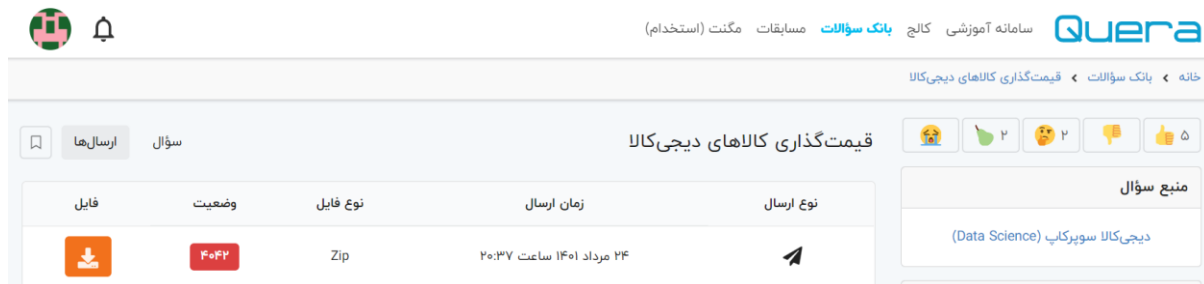 Quera سامانه آموزشی کالج بانک سؤالات مسابقات مگنت (استخدام)
خانه › بانک سؤالات › قیمت‌گذاری کالاهای دیجی‌کالا
۵ ۲ ۲
قیمت‌گذاری کالاهای دیجی‌کالا
سؤال ارسال‌ها
منبع سؤال
دیجی‌کالا سوپرکاپ (Data Science)
نوع ارسال زمان ارسال نوع فایل وضعیت فایل
۲۴ مرداد ۱۴۰۱ ساعت ۲۰:۳۷ Zip ۴۰۴۲